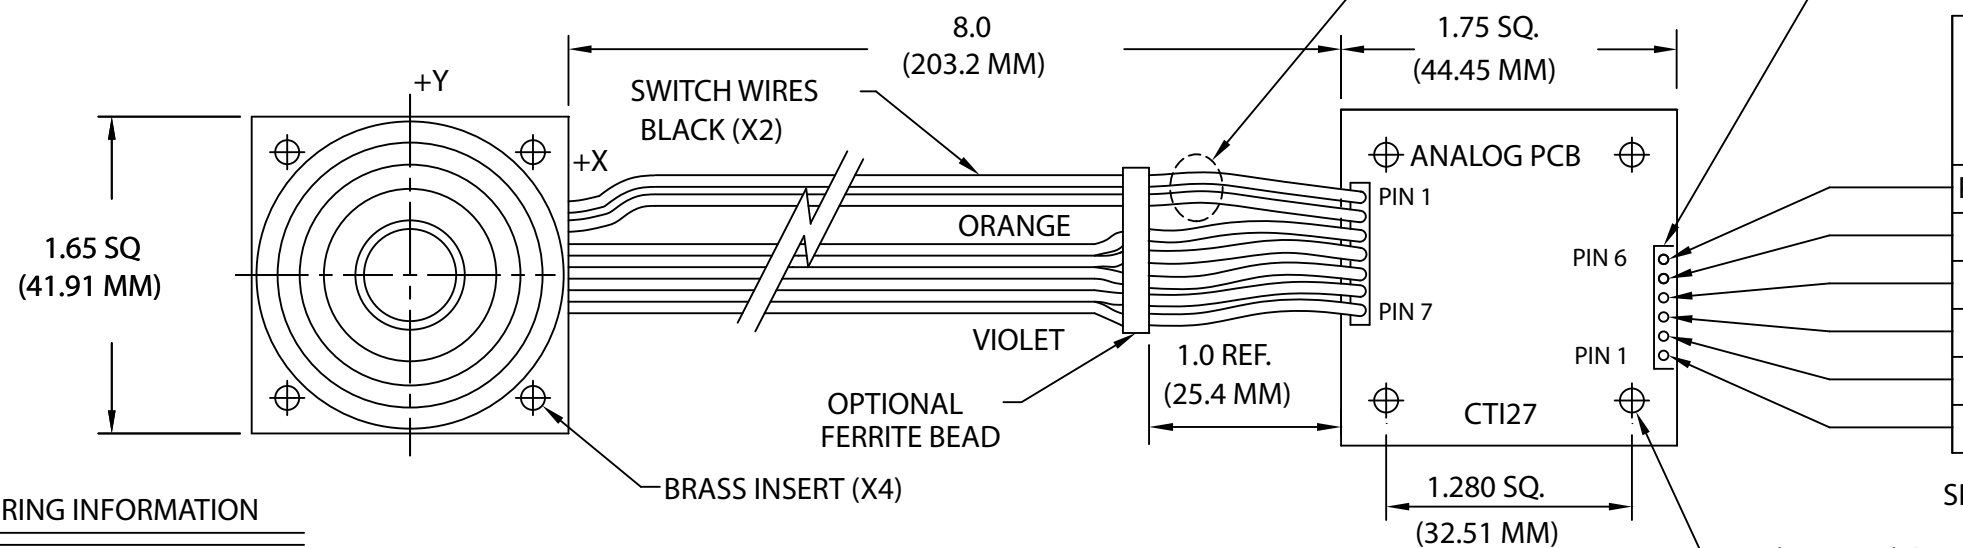 8.0
(203.2 MM)
1.75 SQ.
(44.45 MM)
+Y
SWITCH WIRES
BLACK (X2)
+X
ANALOG PCB
PIN 1
ORANGE
1.65 SQ
(41.91 MM)
PIN 6
PIN 7
VIOLET
1.0 REF.
(25.4 MM)
PIN 1
OPTIONAL
FERRITE BEAD
CTI27
BRASS INSERT (X4)
1.280 SQ.
(32.51 MM)
RING INFORMATION